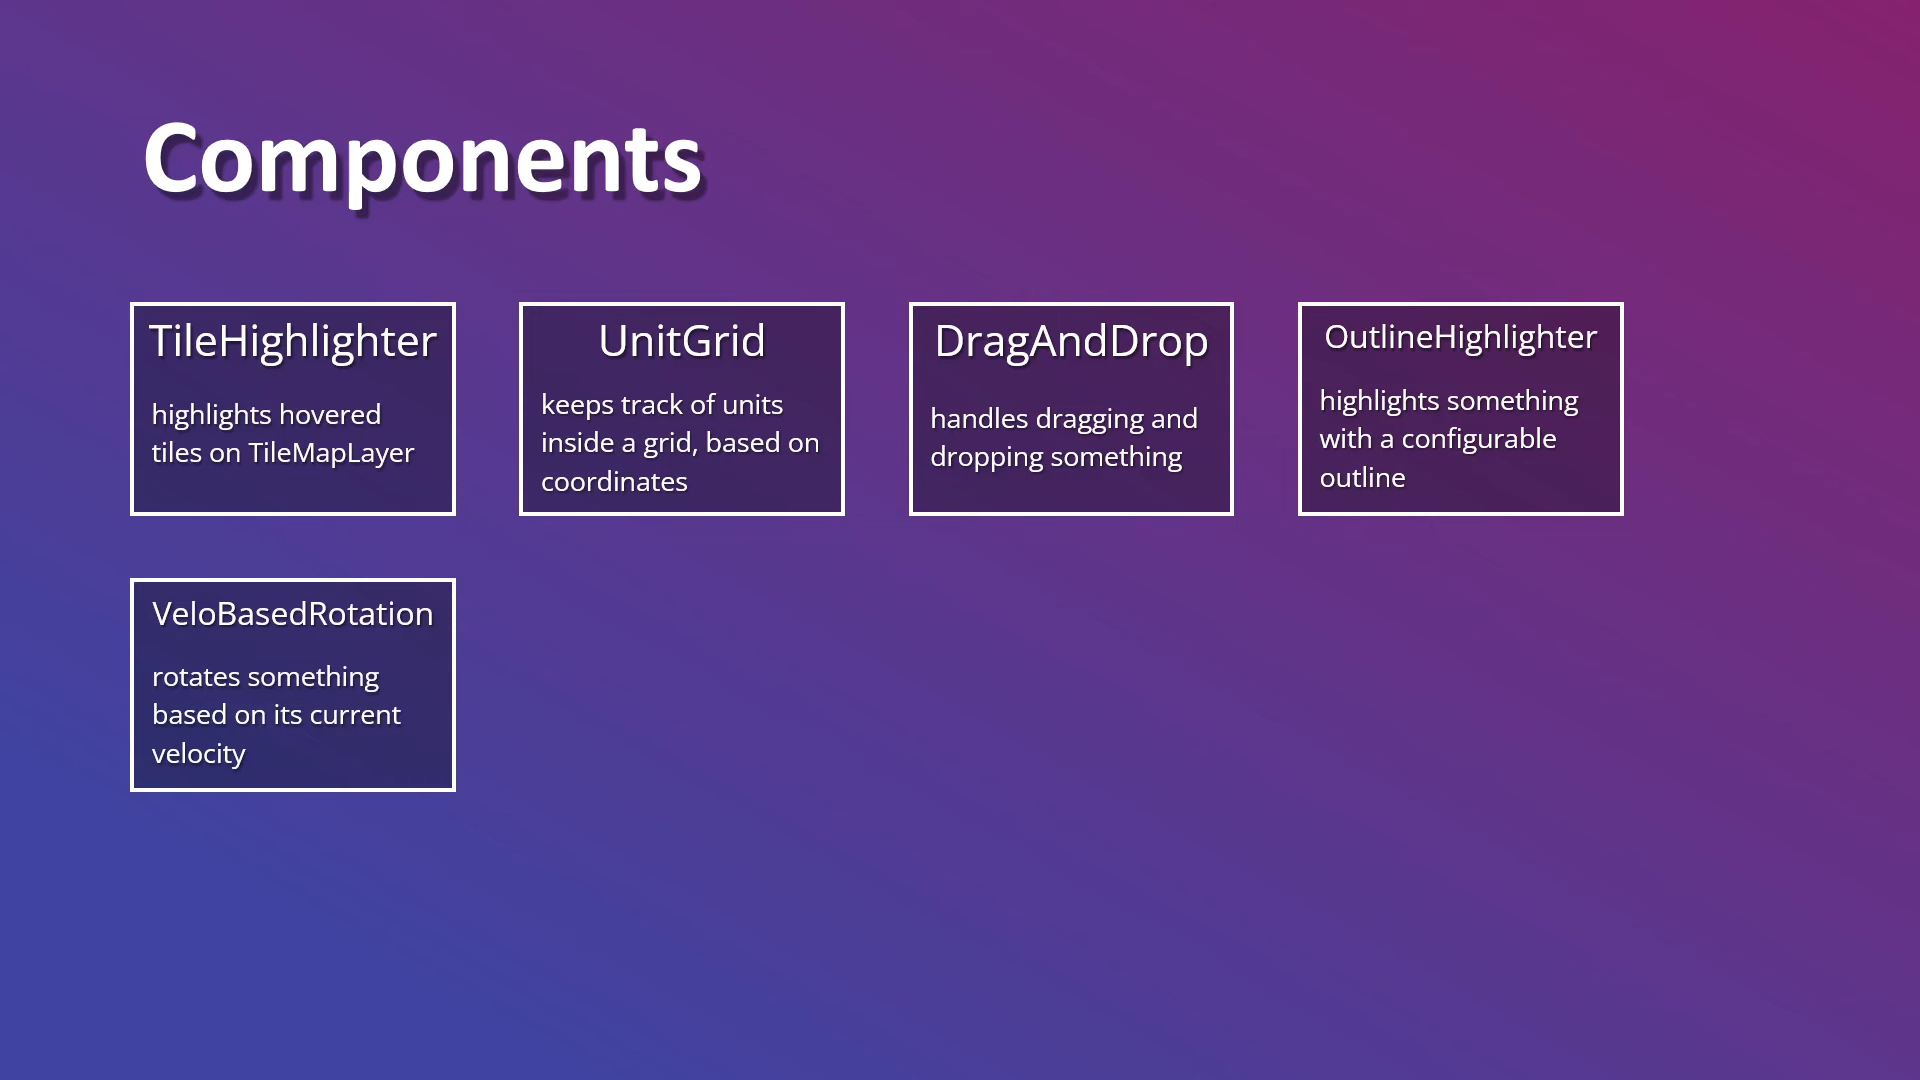 Components
TileHighlighter
highlights hovered
tiles on TileMapLayer
UnitGrid
keeps track of units
inside a grid, based on
coordinates
DragAndDrop
handles dragging and
dropping something
OutlineHighlighter
highlights something
with a configurable
outline
VeloBasedRotation
rotates something
based on its current
velocity